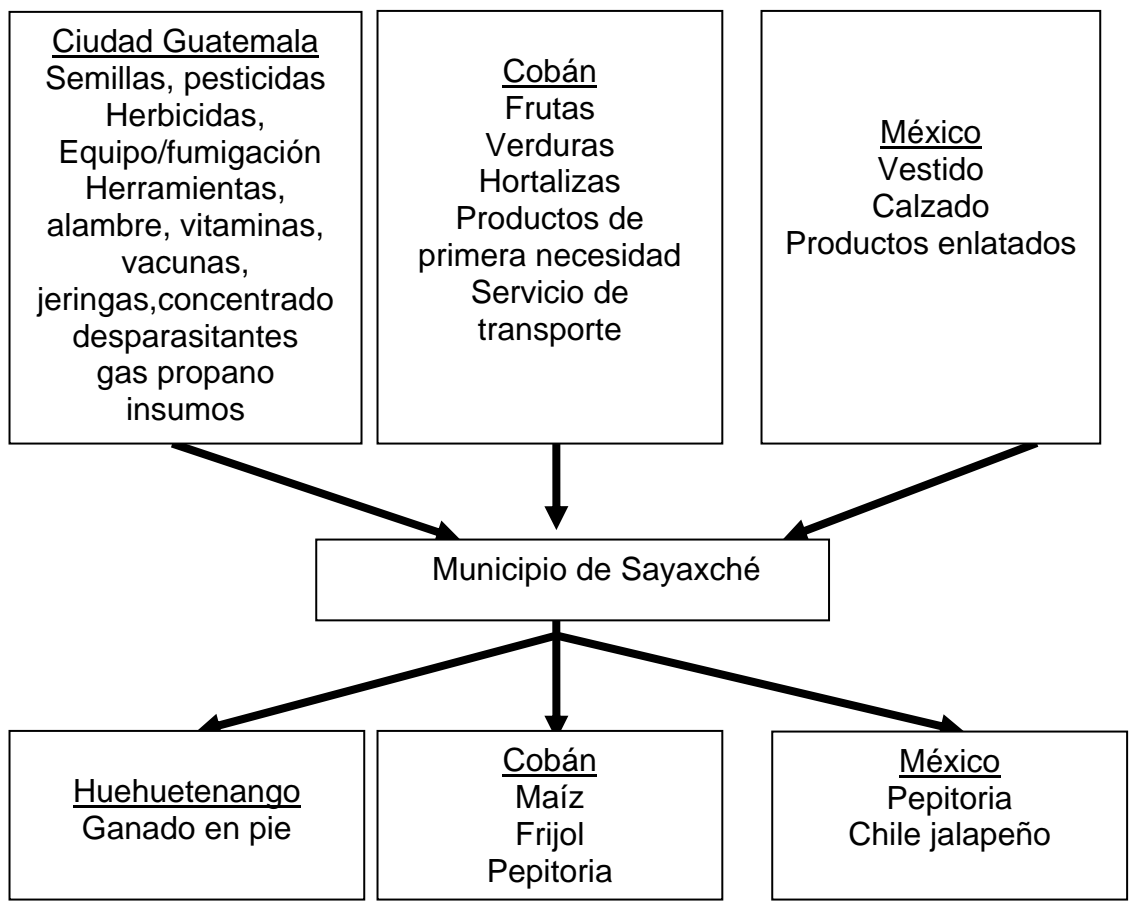 Ciudad Guatemala
Semillas, pesticidas
Herbicidas,
Equipo/fumigación
Herramientas,
alambre, vitaminas,
vacunas,
jeringas,concentrado
desparasitantes
gas propano
insumos
Cobán
Frutas
Verduras
Hortalizas
Productos de
primera necesidad
Servicio de
transporte
México
Vestido
Calzado
Productos enlatados
Municipio de Sayaxché
Huehuetenango
Ganado en pie
Cobán
Maíz
Frijol
Pepitoria
México
Pepitoria
Chile jalapeño